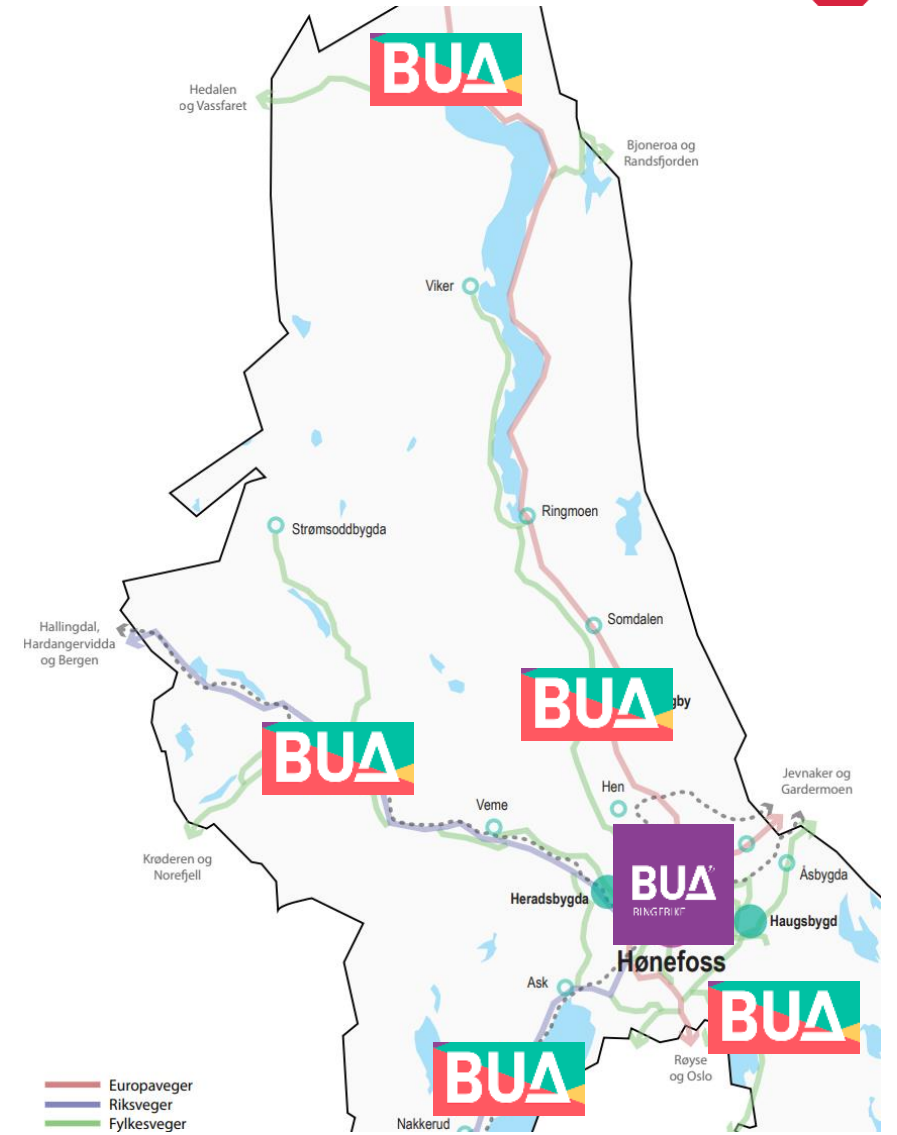 BUA
Hedalen
og Vassfaret
Bjoneroa og
Randsfjorden
Viker
Ringmoen
Strømsoddbygda
Somdalen
Hallingdal,
Hardangervidda
og Bergen
BUA
gby
BUA
Jevnaker og
Gardermoen
Hen
Veme
Krøderen og
Norefjell
Åsbygda
BUA
RINGERIKE
Heradsbygda
Haugsbygd
Hønefoss
Ask
BUA
Røyse
og Oslo
BUA
Europaveger
Riksveger
Fylkesveger
Nakkerud